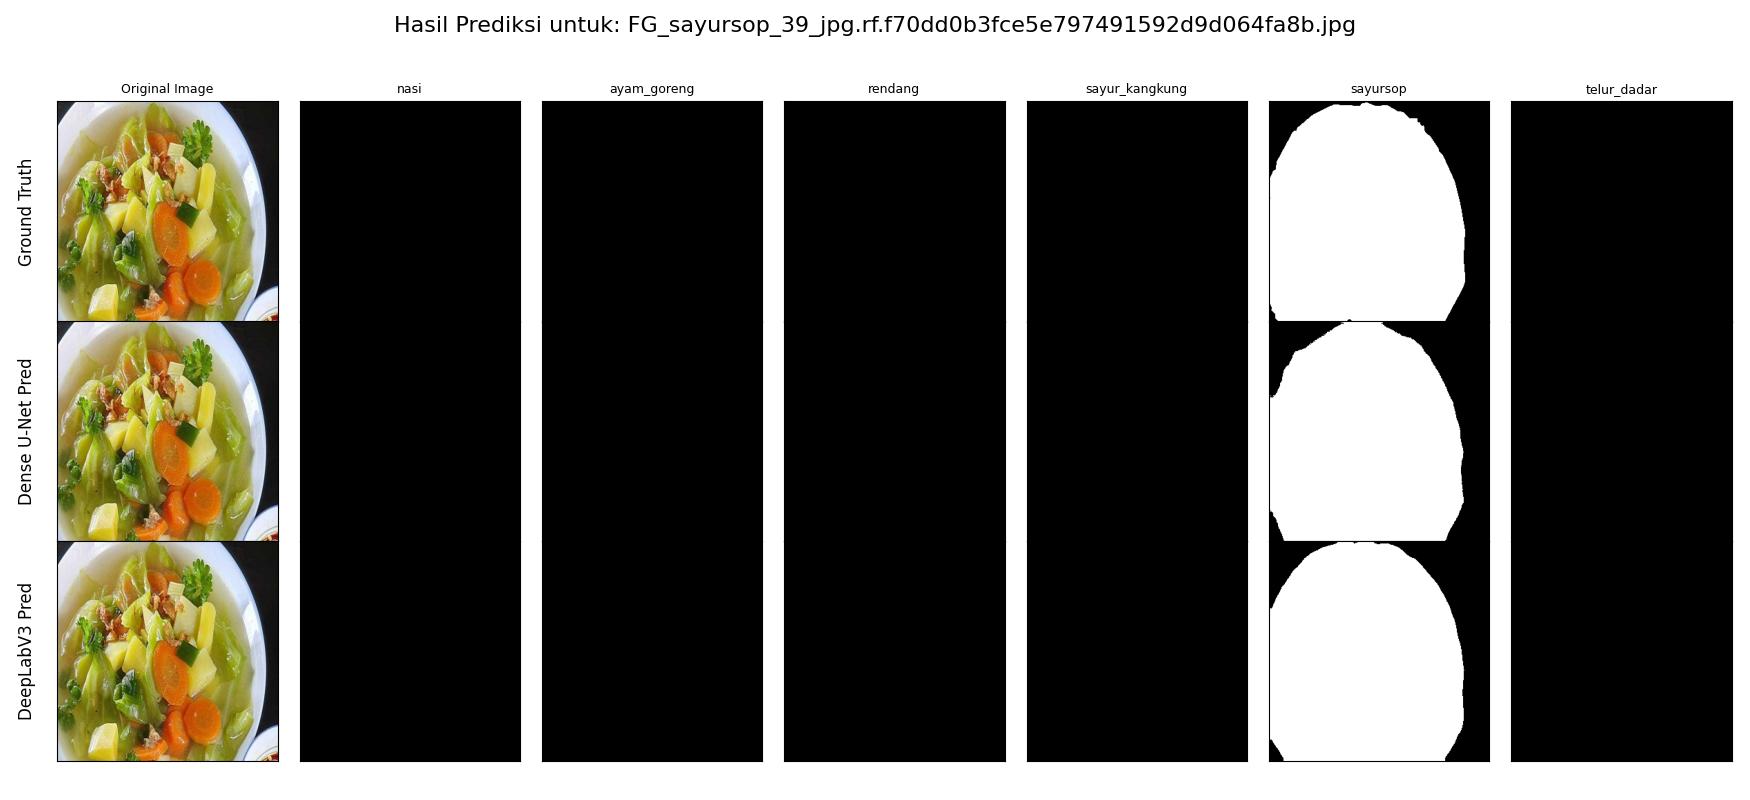 Hasil Prediksi untuk: FG_sayursop_39_jpg.rf.f70dd0b3fce5e797491592d9d064fa8b.jpg
Original Image
nasi
ayam_goreng
rendang
sayur_kangkung
sayursop
telur_dadar
Ground Truth
Dense U-Net Pred
DeepLabV3 Pred